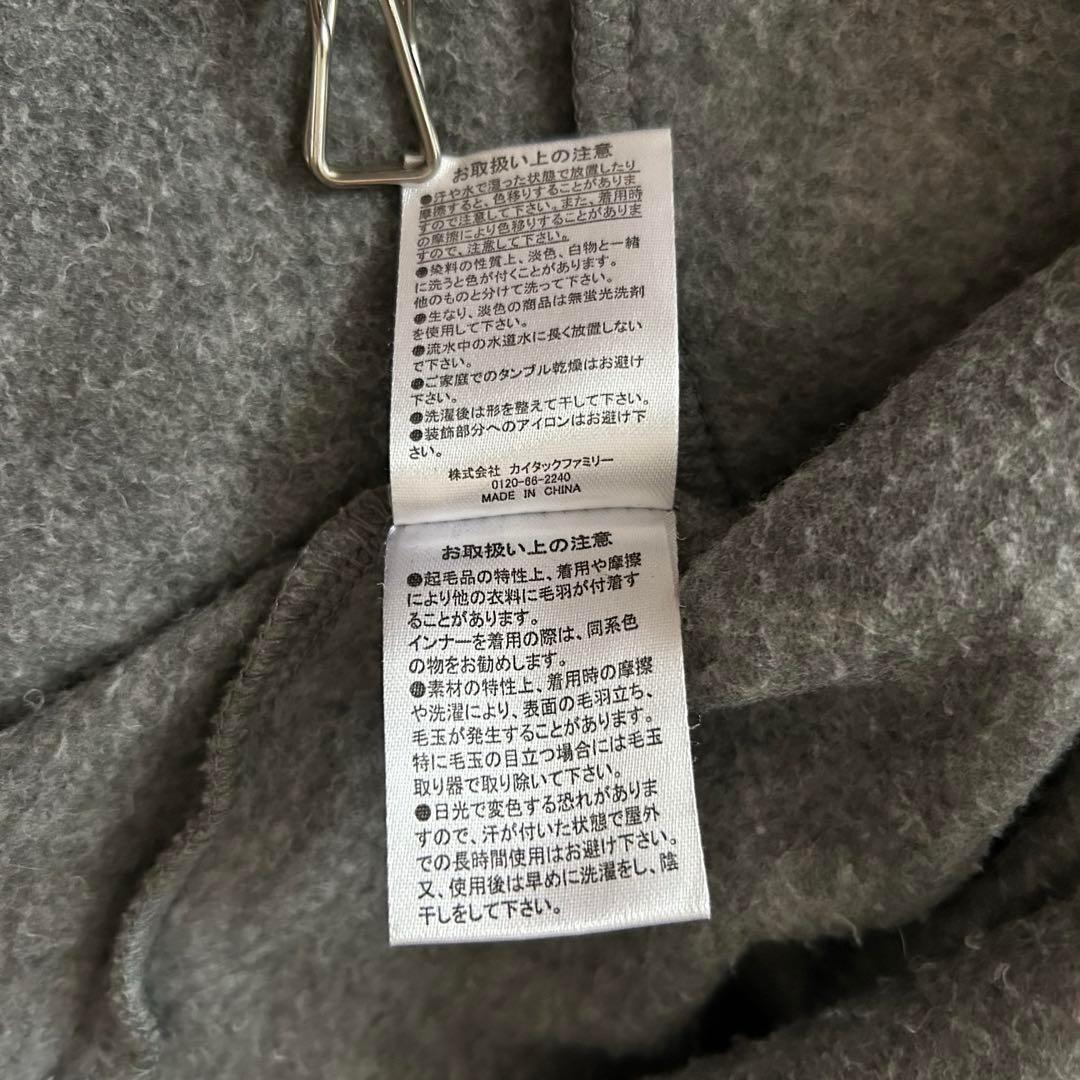 お取扱い上の注意
●汗や水で湿った状態で放置したり
摩擦すると、色移りすることがありま
すので注意して下さい。また、着用時
の摩擦により色移りすることがありま
すので、注意して下さい。
●染料の性質上、淡色、白物と一緒
に洗うと色が付くことがあります。
他のものと分けて洗って下さい。
●生なり、淡色の商品は無蛍光洗剤
を使用して下さい。
●流水中の水道水に長く放置しない
で下さい。
●ご家庭でのタンブル乾燥はお避け
下さい。
●洗濯後は形を整えて干して下さい。
●装飾部分へのアイロンはお避け下
さい。
株式会社 カイタックファミリー
0120-66-2240
MADE IN CHINA
お取扱い上の注意
●起毛品の特性上、着用や摩擦
により他の衣料に毛羽が付着す
ることがあります。
インナーを着用の際は、同系色
の物をお勧めします。
●素材の特性上、着用時の摩擦
や洗濯により、表面の毛羽立ち、
毛玉が発生することがあります。
特に毛玉の目立つ場合には毛玉
取り器で取り除いて下さい。
●日光で変色する恐れがありま
すので、汗が付いた状態で屋外
での長時間使用はお避け下さい。
又、使用後は早めに洗濯をし、陰
干しをして下さい。